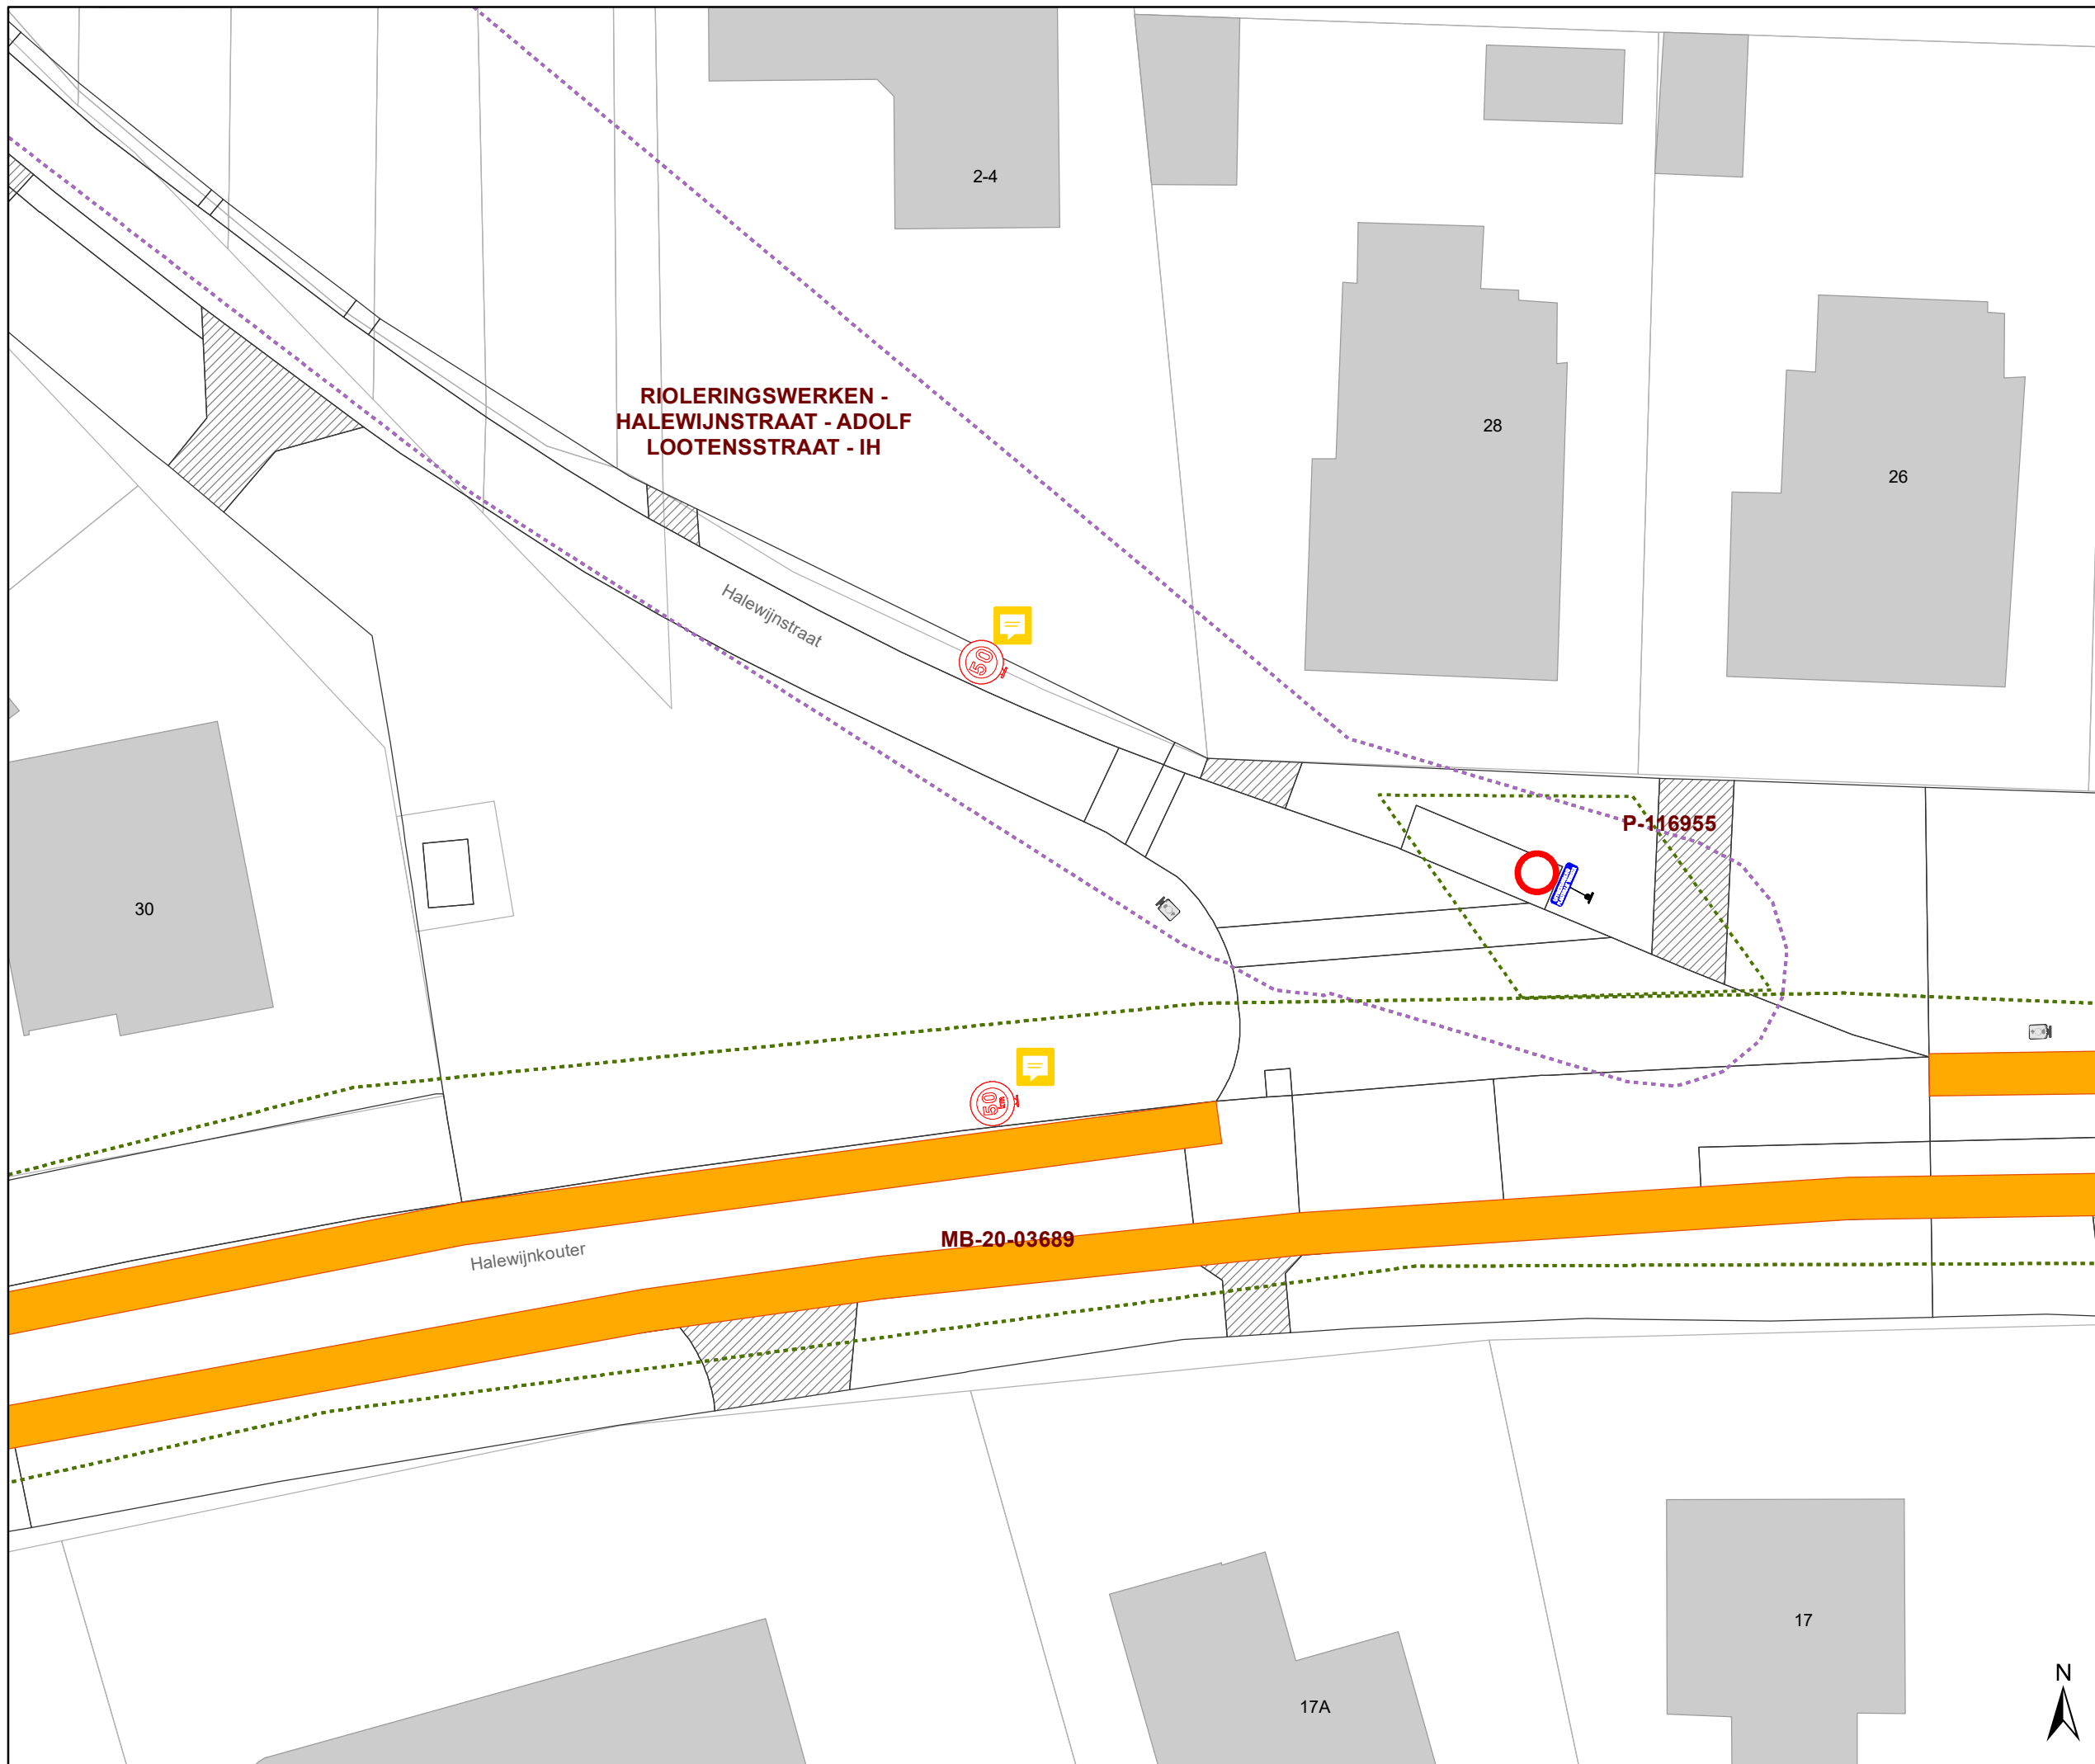 2-4
RIOLERINGSWERKEN -
HALEWIJNSTRAAT - ADOLF
LOOTENSSTRAAT - IH
28
26
Halewijnstraat
50
P-116955
30
50
MB-20-03689
Halewijnkouter
17
N
17A